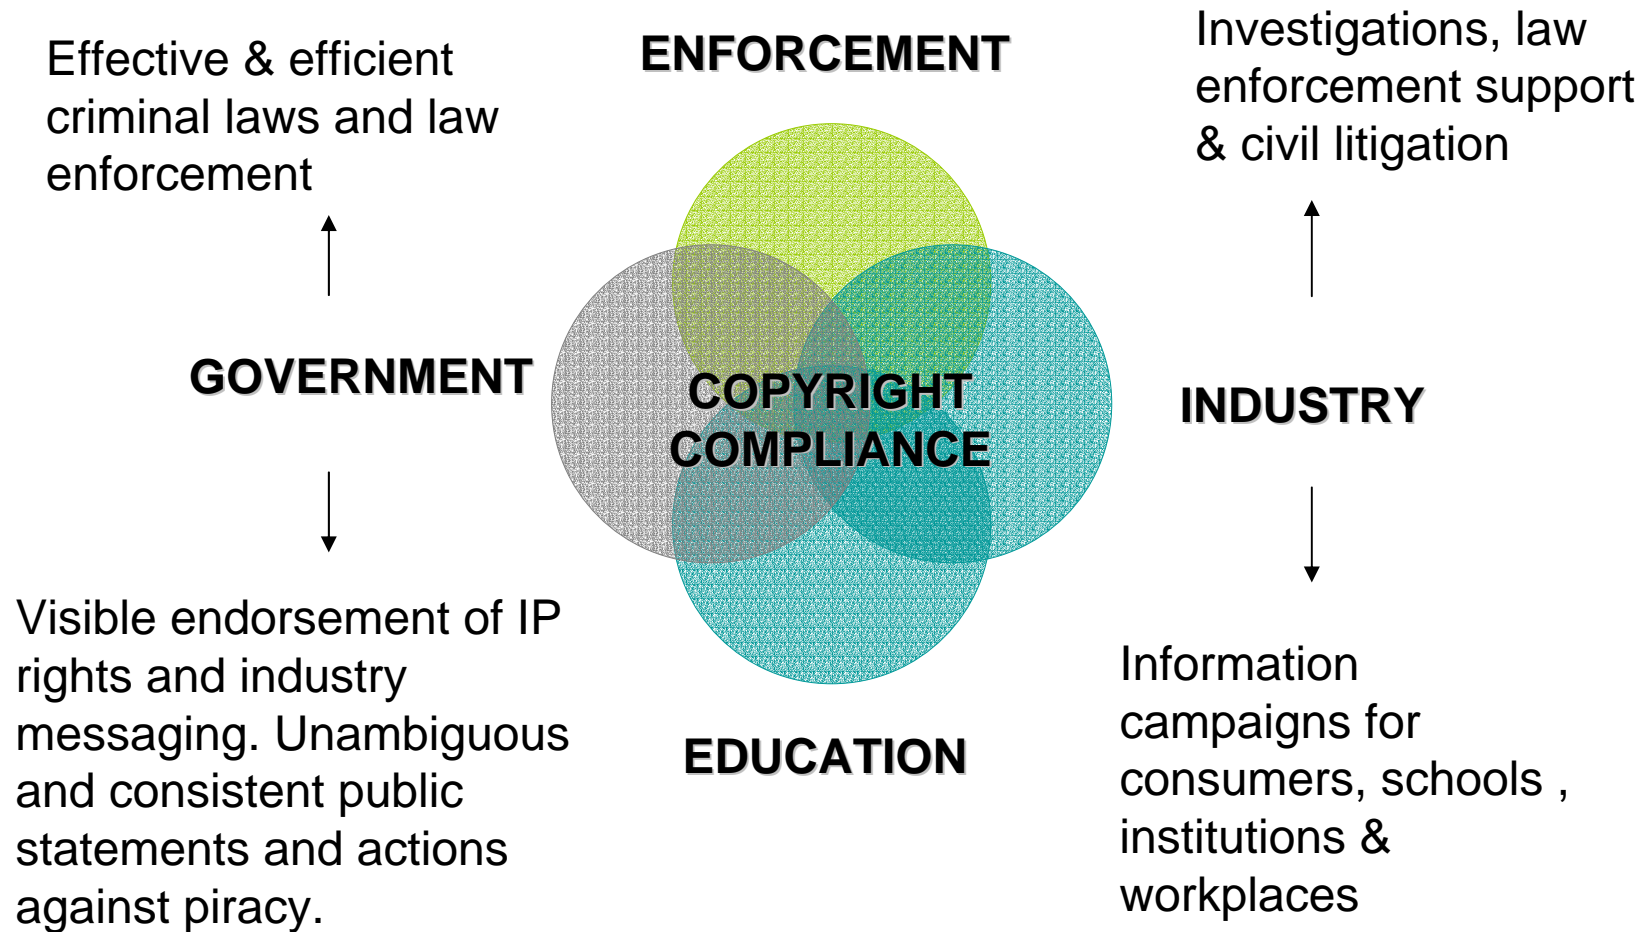 Effective & efficient
criminal laws and law
enforcement
ENFORCEMENT
Investigations, law
enforcement support
& civil litigation
GOVERNMENT
COPYRIGHT
COMPLIANCE
INDUSTRY
Visible endorsement of IP
rights and industry
messaging. Unambiguous
and consistent public
statements and actions
against piracy.
EDUCATION
Information
campaigns for
consumers, schools ,
institutions &
workplaces